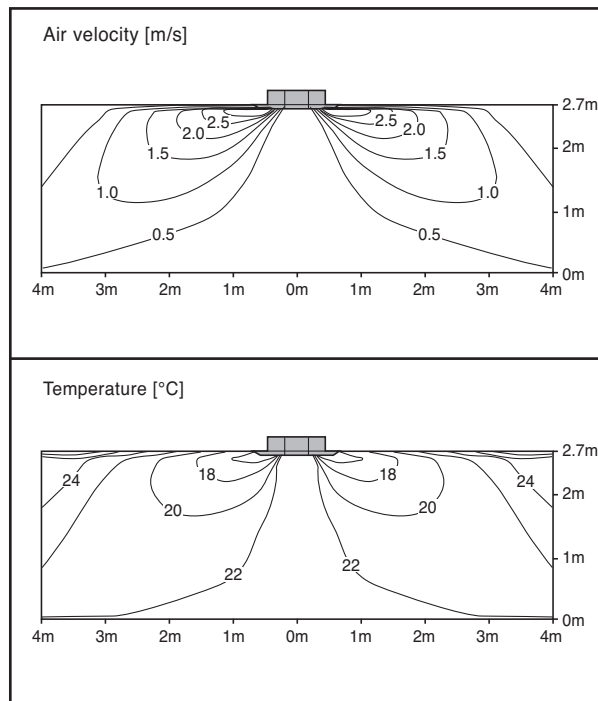 Air velocity [m/s]
2.7m
2.5 2.5
2.0 2.0
2m
1.5 1.5
1.0 1.0
1m
0.5 0.5
0m
4m 3m 2m 1m 0m 1m 2m 3m 4m
Temperature [°C]
2.7m
18 18
24 24
2m
20 20
1m
22 22
0m
4m 3m 2m 1m 0m 1m 2m 3m 4m